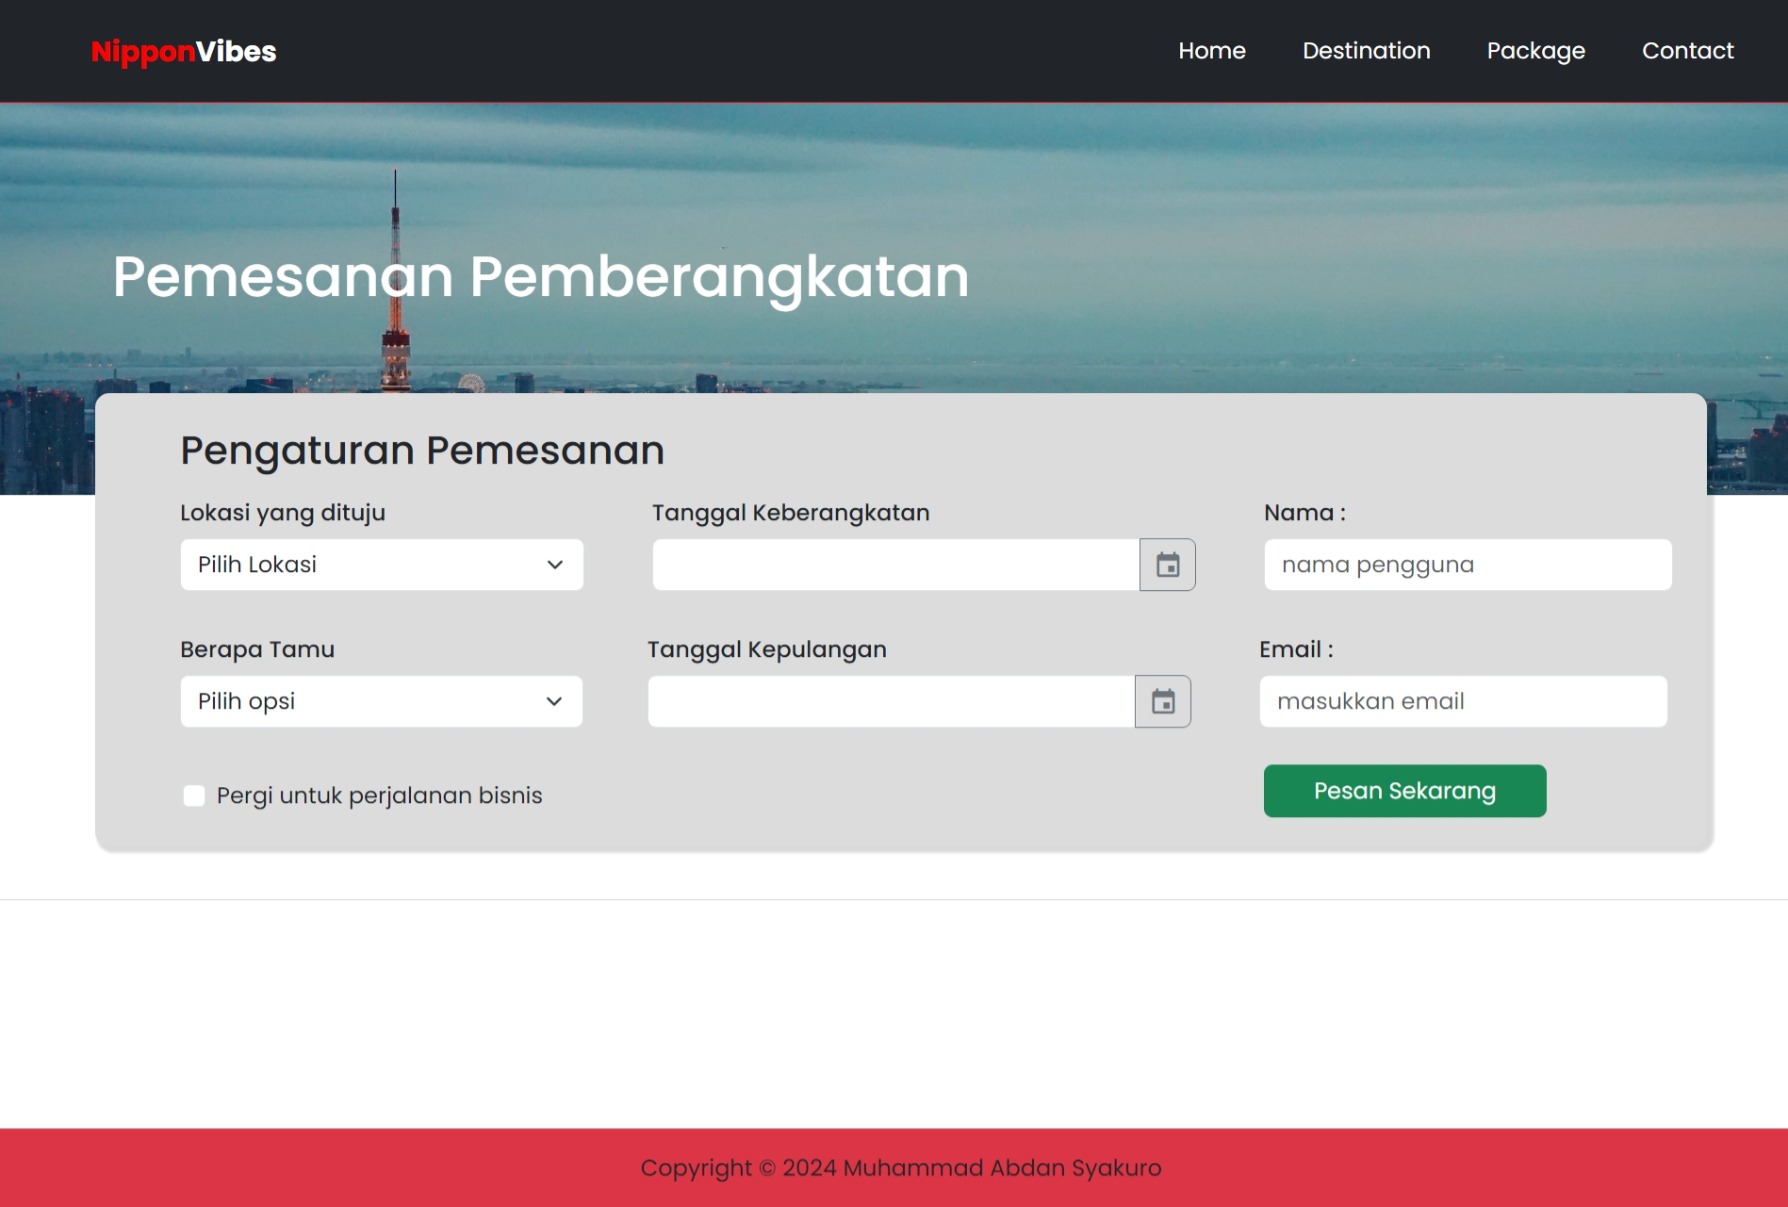 NipponVibes
Home Destination Package Contact
Pemesanan Pemberangkatan
Pengaturan Pemesanan
Lokasi yang dituju
Pilih Lokasi
Tanggal Keberangkatan
Nama :
nama pengguna
Berapa Tamu
Pilih opsi
Tanggal Kepulangan
Email :
masukkan email
Pergi untuk perjalanan bisnis
Pesan Sekarang
Copyright © 2024 Muhammad Abdan Syakuro